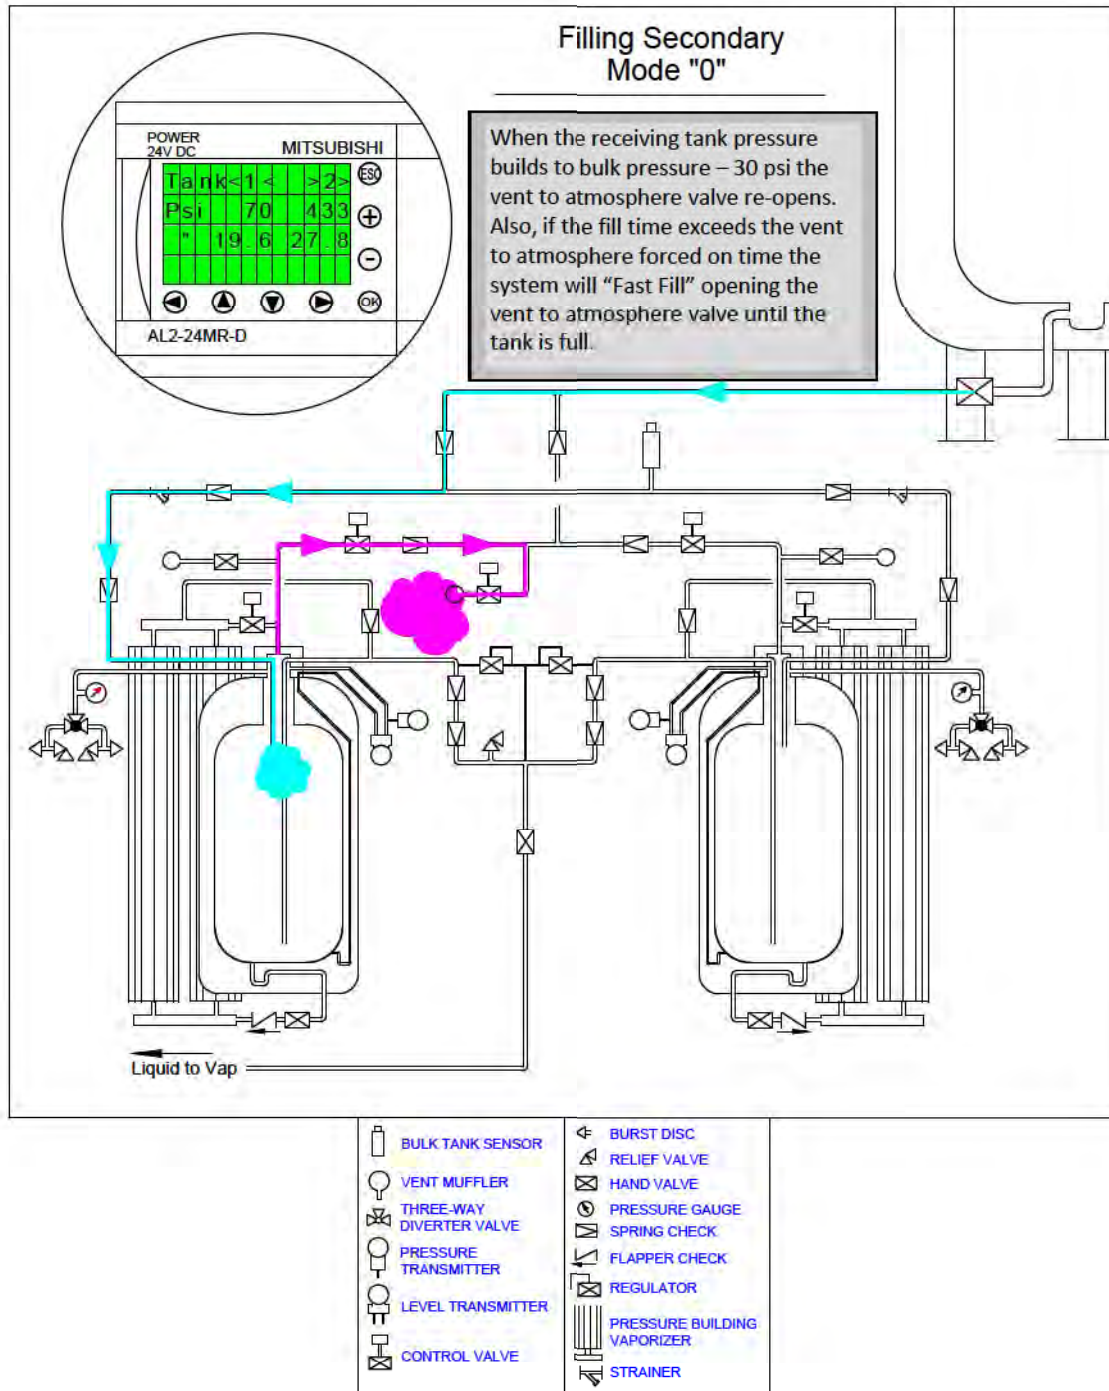 Filling Secondary
Mode "0"
POWER
24V DC
MITSUBISHI
Tank<1< >2>
Psi 70 433
" 19.6 27.8
ESC
+
-
OK
AL2-24MR-D
When the receiving tank pressure
builds to bulk pressure – 30 psi the
vent to atmosphere valve re-opens.
Also, if the fill time exceeds the vent
to atmosphere forced on time the
system will “Fast Fill” opening the
vent to atmosphere valve until the
tank is full.
Liquid to Vap
BULK TANK SENSOR
VENT MUFFLER
THREE-WAY
DIVERTER VALVE
PRESSURE
TRANSMITTER
LEVEL TRANSMITTER
CONTROL VALVE
BURST DISC
RELIEF VALVE
HAND VALVE
PRESSURE GAUGE
SPRING CHECK
FLAPPER CHECK
REGULATOR
PRESSURE BUILDING
VAPORIZER
STRAINER